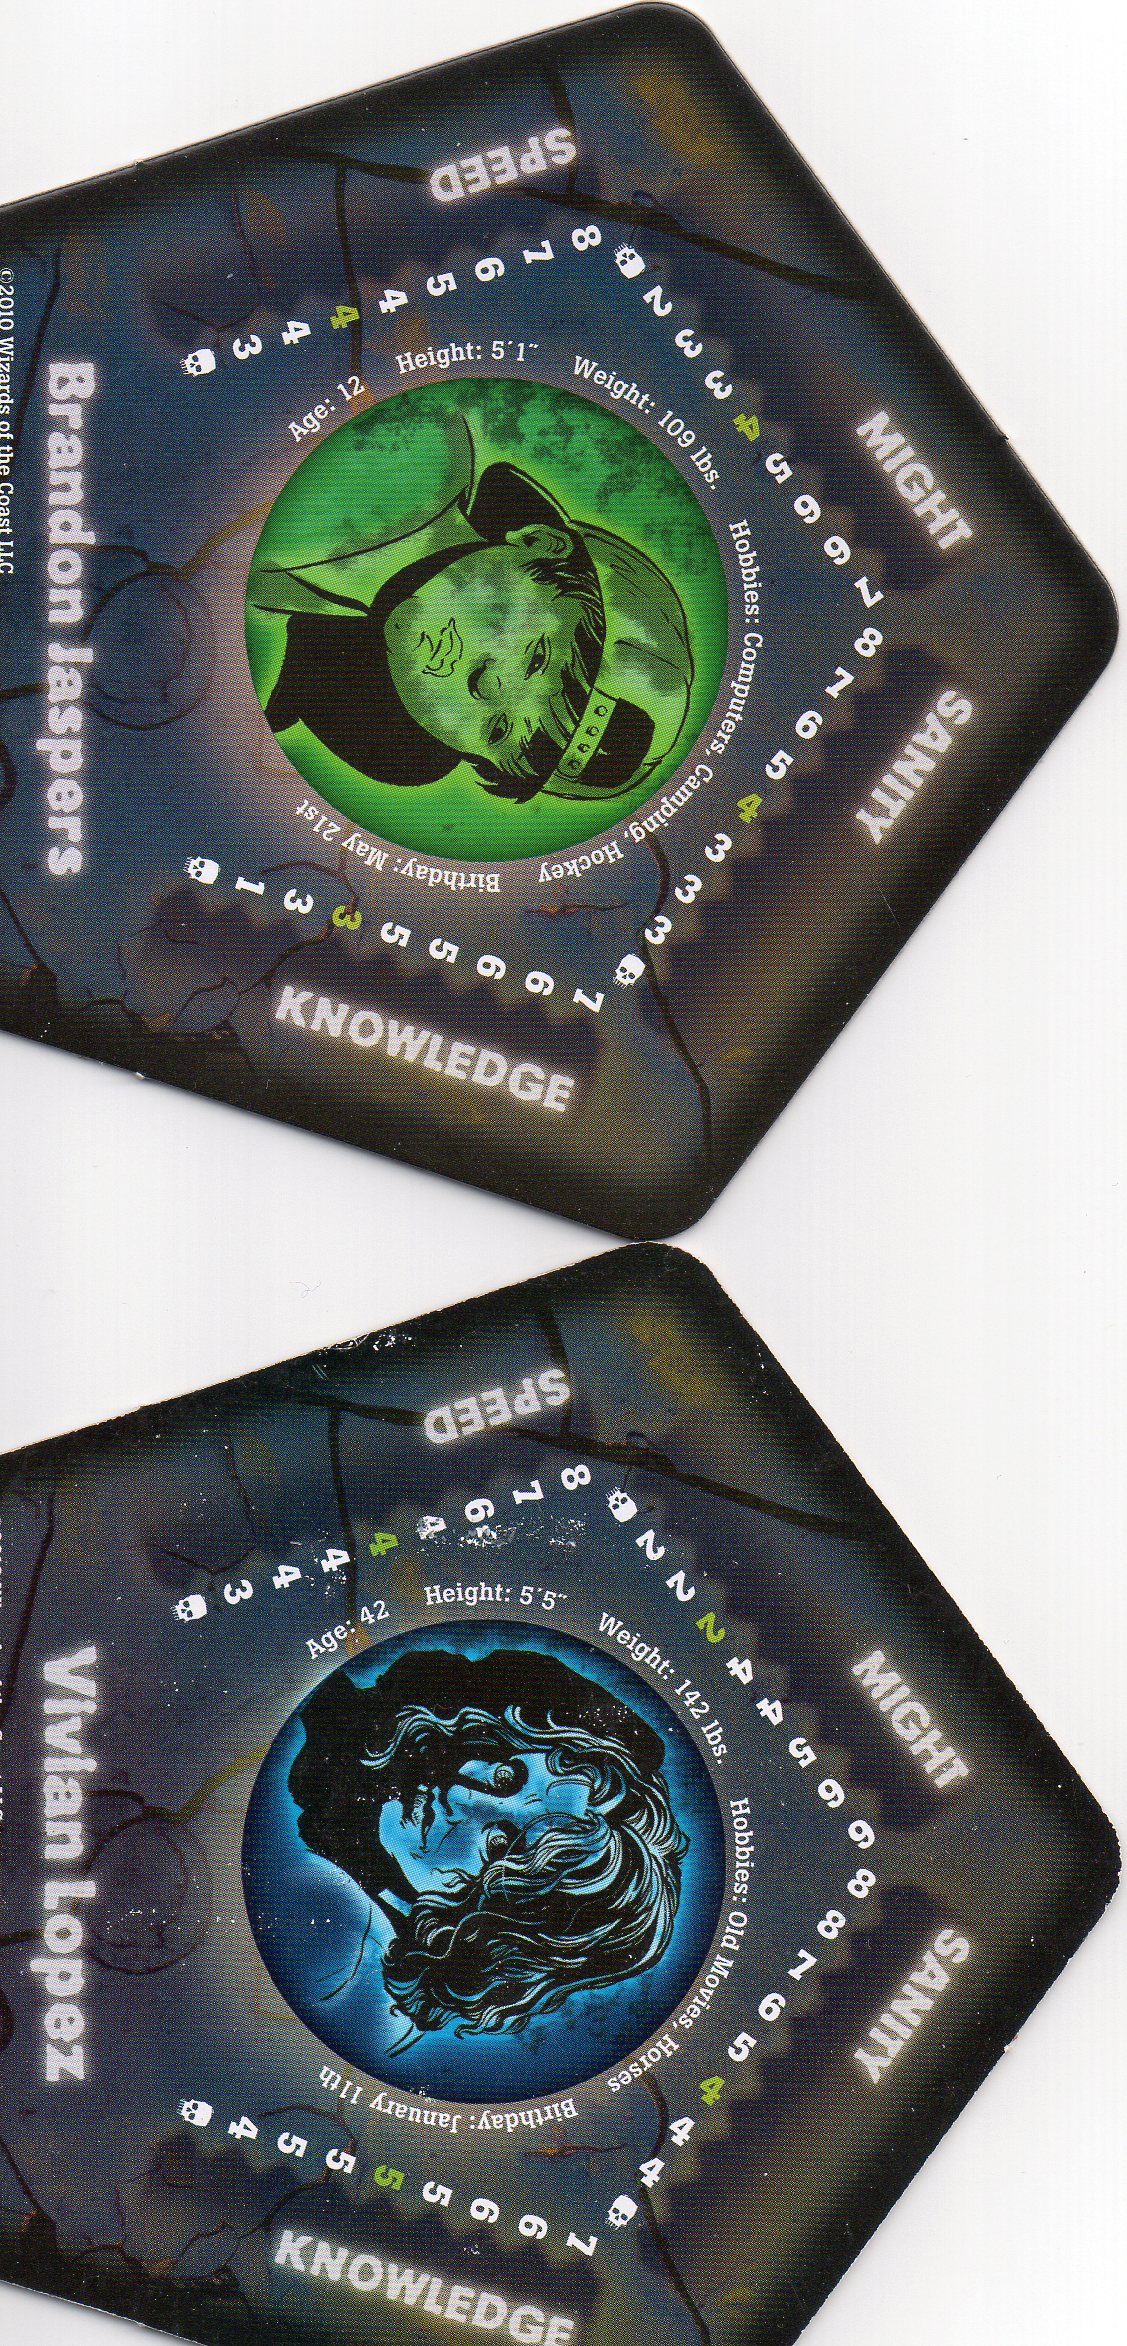 SPEED
3 4 4 4 5 6 7 8
MIGHT
2 3 3 4 5 6 6 7
SANITY
8 7 6 5 4 3 3 3
KNOWLEDGE
7 6 6 5 5 3 3 1
Age: 12 Height: 5'1" Weight: 109 lbs. Hobbies: Computers, Camping, Hockey Birthday: May 21st
Brandon Jaspers
©2010 Wizards of the Coast LLC
SPEED
3 4 4 4 4 6 7 8
MIGHT
2 2 2 4 4 5 6 6
SANITY
8 8 7 6 5 4 4 4
KNOWLEDGE
7 6 6 5 5 5 5 4
Age: 42 Height: 5'5" Weight: 142 lbs. Hobbies: Old Movies, Horses Birthday: January 11th
Vivian Lopez